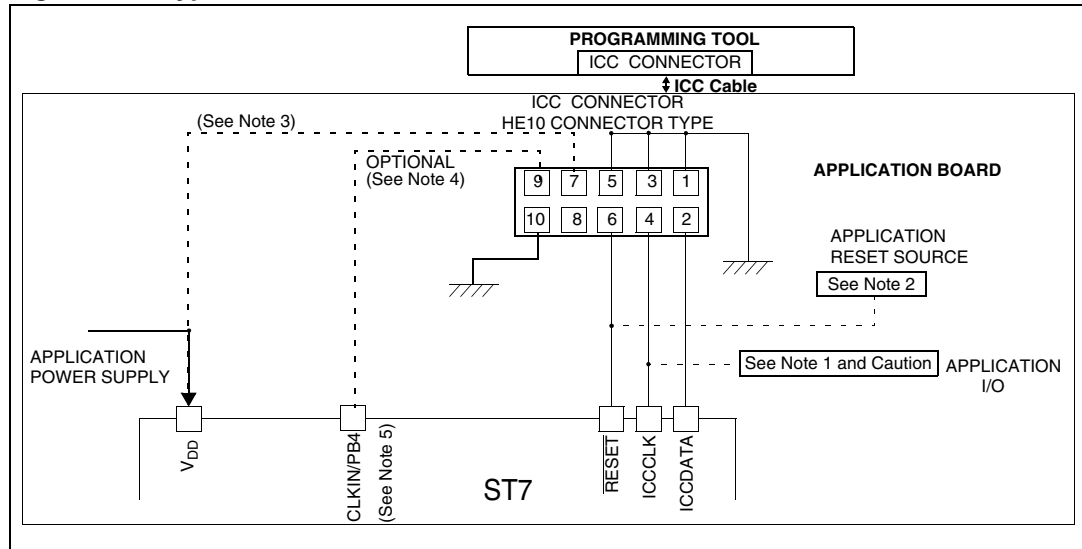 PROGRAMMING TOOL
ICC CONNECTOR
ICC Cable
ICC CONNECTOR
HE10 CONNECTOR TYPE
(See Note 3)
OPTIONAL
(See Note 4)
9 7 5 3 1
10 8 6 4 2
APPLICATION BOARD
APPLICATION
RESET SOURCE
See Note 2
APPLICATION
POWER SUPPLY
See Note 1 and Caution
APPLICATION
I/O
VDD
CLKIN/PB4
(See Note 5)
RESET
ICCCLK
ICCDATA
ST7